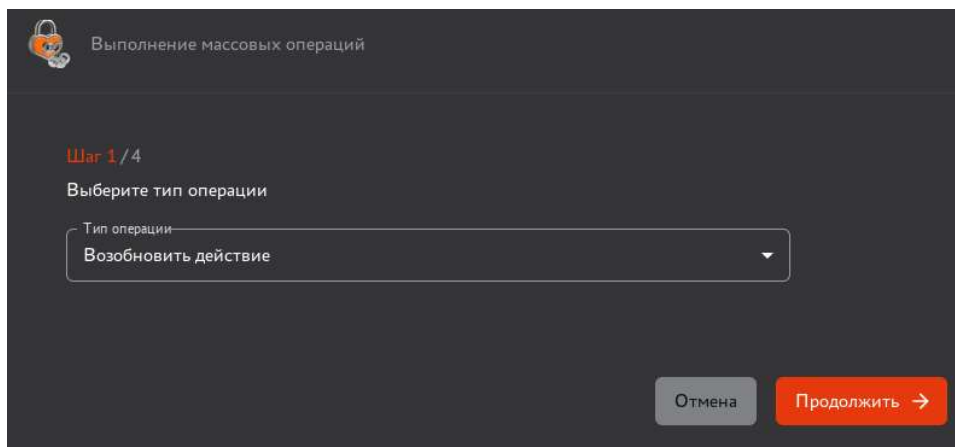 Выполнение массовых операций
Шаг 1 / 4
Выберите тип операции
Тип операции
Возобновить действие
Отмена
Продолжить →